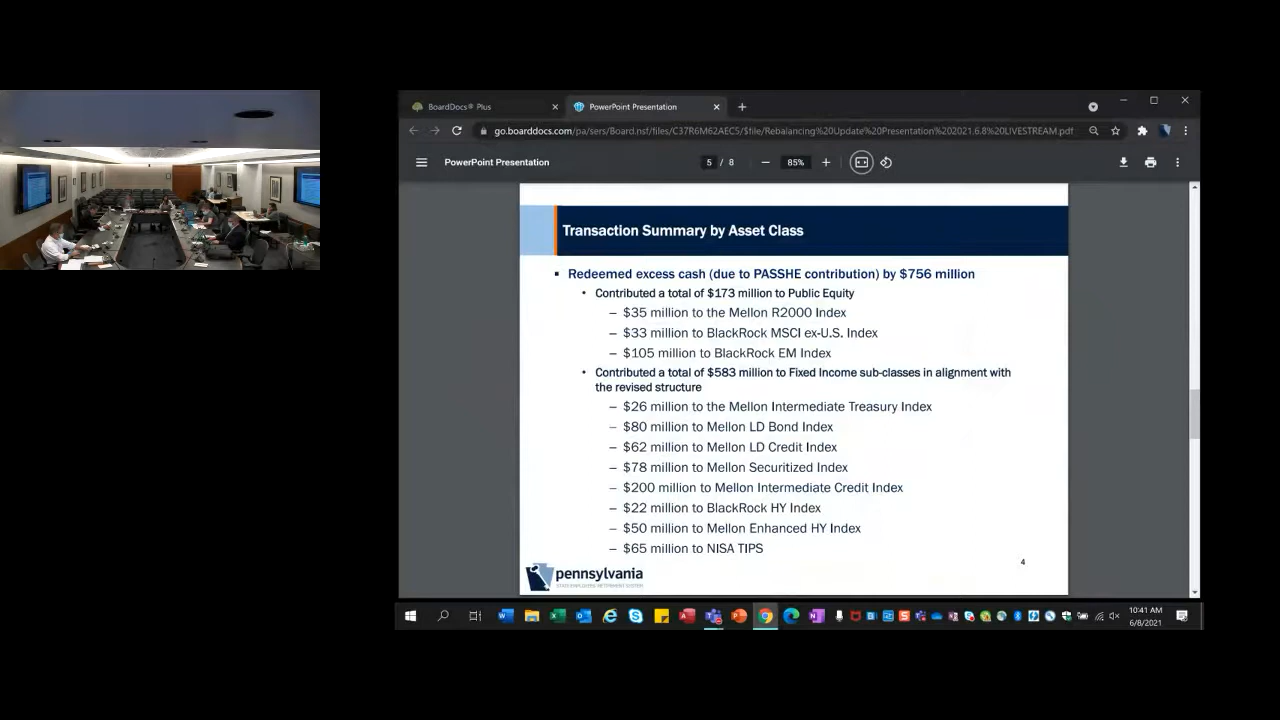 BoardDocs® Plus
PowerPoint Presentation
go.boarddocs.com/pa/sers/Board.nsf/files/C37R6M62AEC5/$file/Rebalancing%20Update%20Presentation%202021.6.8%20LIVESTREAM.pdf
PowerPoint Presentation
5 / 8
85%
Transaction Summary by Asset Class
▪ Redeemed excess cash (due to PASSHE contribution) by $756 million
• Contributed a total of $173 million to Public Equity
– $35 million to the Mellon R2000 Index
– $33 million to BlackRock MSCI ex-U.S. Index
– $105 million to BlackRock EM Index
• Contributed a total of $583 million to Fixed Income sub-classes in alignment with
the revised structure
– $26 million to the Mellon Intermediate Treasury Index
– $80 million to Mellon LD Bond Index
– $62 million to Mellon LD Credit Index
– $78 million to Mellon Securitized Index
– $200 million to Mellon Intermediate Credit Index
– $22 million to BlackRock HY Index
– $50 million to Mellon Enhanced HY Index
– $65 million to NISA TIPS
4
pennsylvania
STATE EMPLOYEES' RETIREMENT SYSTEM
10:41 AM
6/8/2021